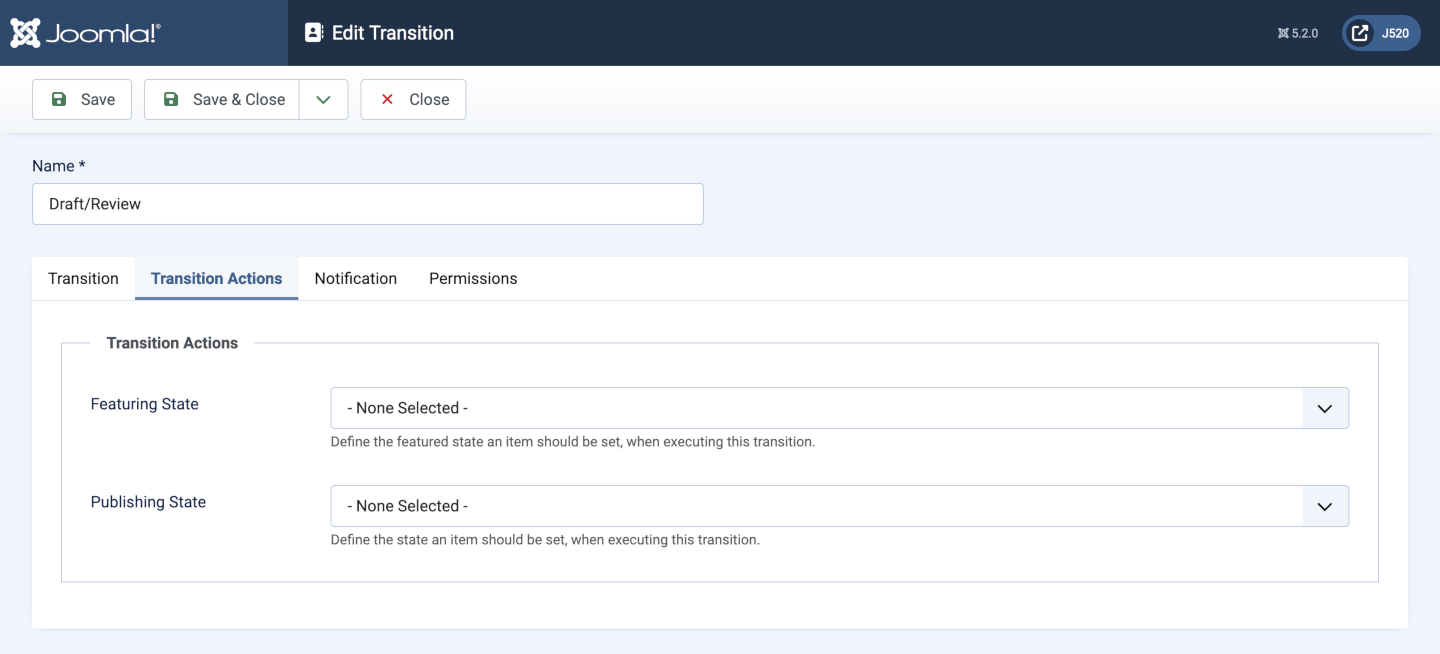 Joomla!®
Edit Transition
5.2.0
J520
Save
Save & Close
Close
Name *
Draft/Review
Transition
Transition Actions
Notification
Permissions
Transition Actions
Featuring State
- None Selected -
Define the featured state an item should be set, when executing this transition.
Publishing State
- None Selected -
Define the state an item should be set, when executing this transition.